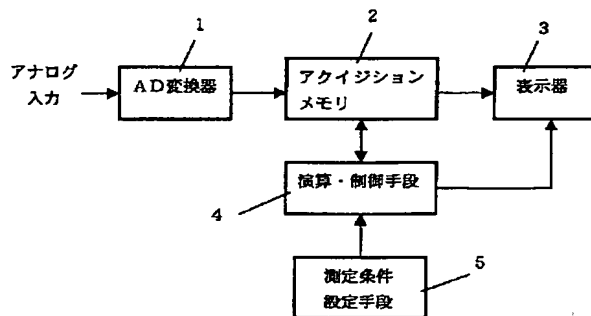 1
2
3
アナログ
入力
AD変換器
アクイジション
メモリ
表示器
4
演算・制御手段
5
測定条件
設定手段